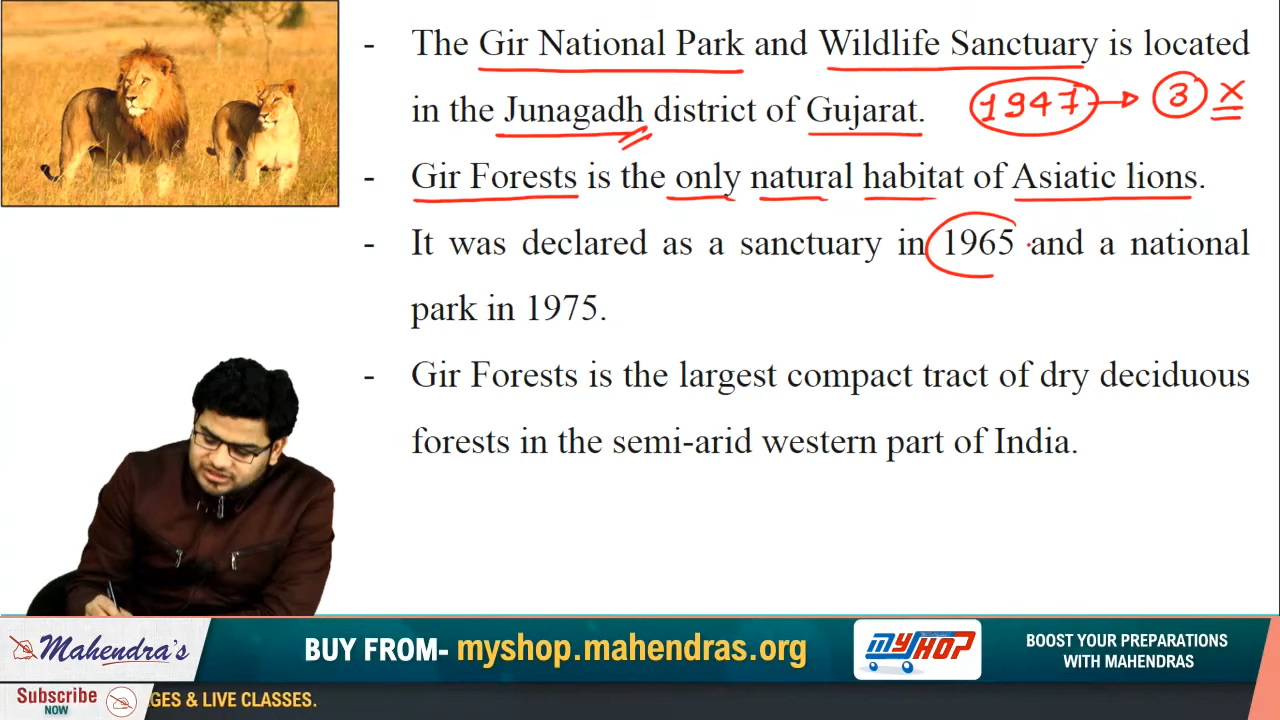 - The Gir National Park and Wildlife Sanctuary is located
in the Junagadh district of Gujarat.
1947 → 3 x
- Gir Forests is the only natural habitat of Asiatic lions.
- It was declared as a sanctuary in 1965 and a national
park in 1975.
- Gir Forests is the largest compact tract of dry deciduous
forests in the semi-arid western part of India.
Mahendra's
BUY FROM- myshop.mahendras.org
MY SHOP
BOOST YOUR PREPARATIONS
WITH MAHENDRAS
Subscribe
NOW
GES & LIVE CLASSES.